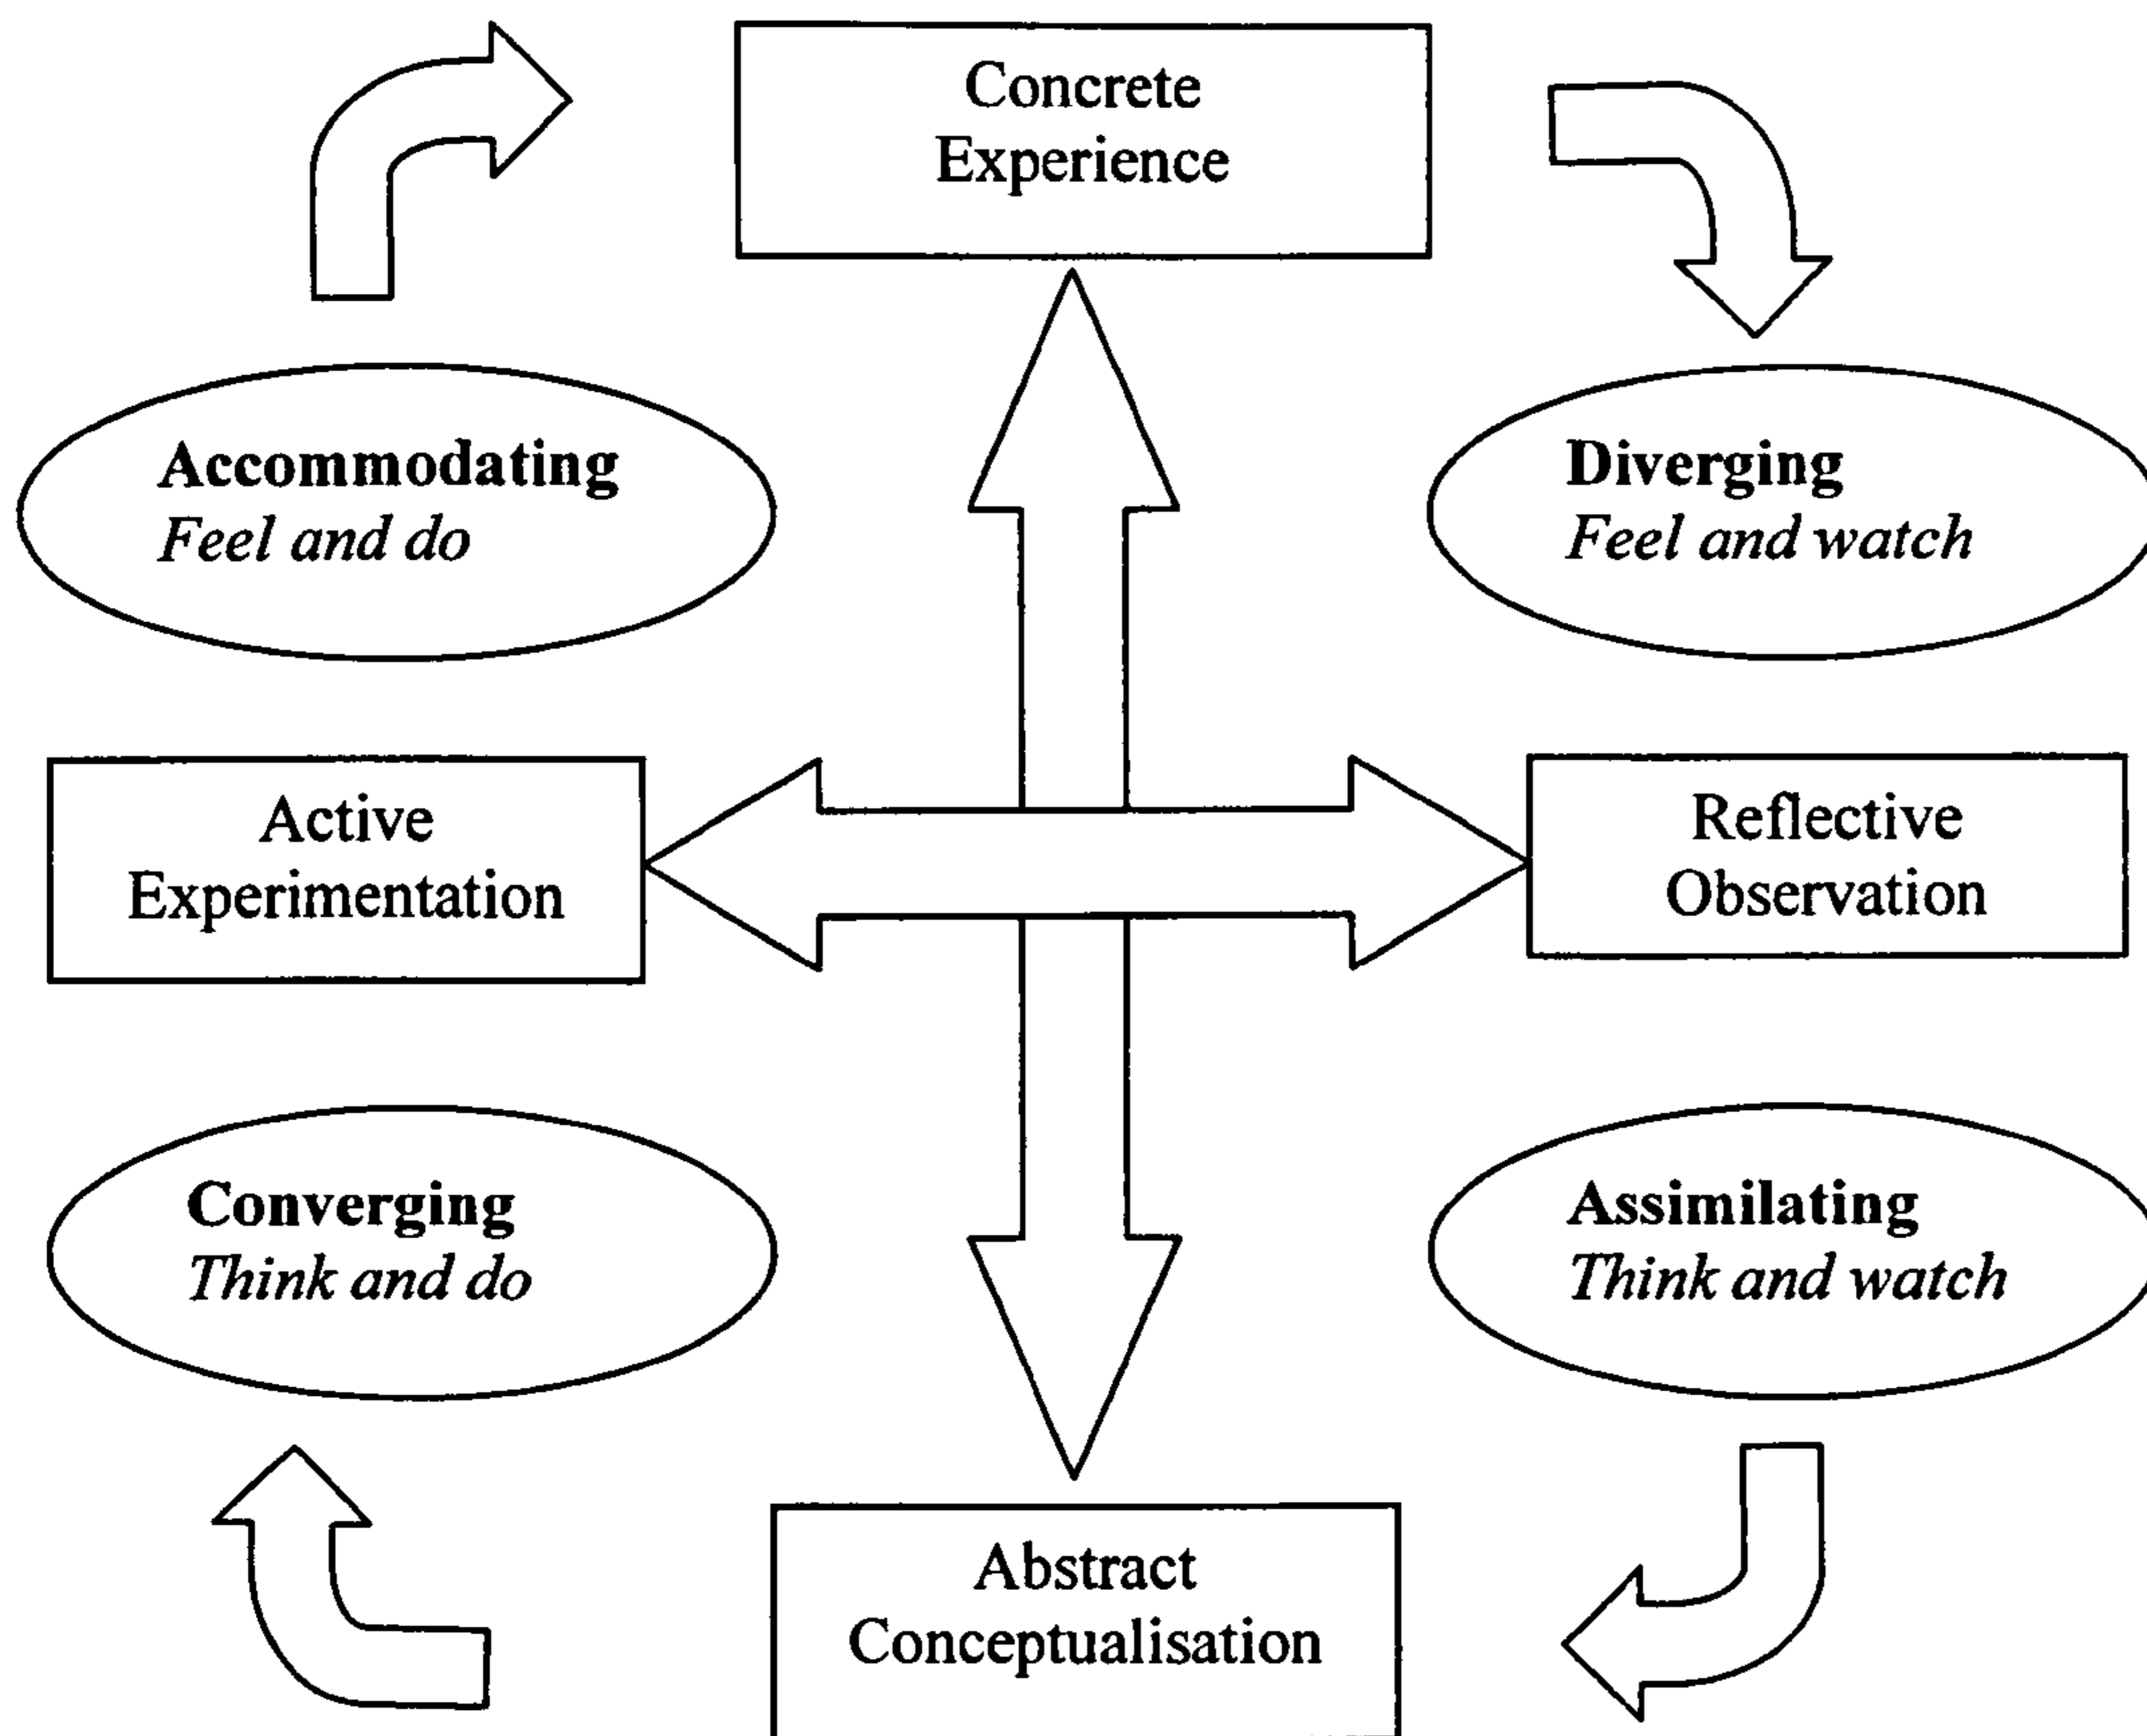 Concrete
Experience
Accommodating
Feel and do
Diverging
Feel and watch
Active
Experimentation
Reflective
Observation
Converging
Think and do
Assimilating
Think and watch
Abstract
Conceptualisation